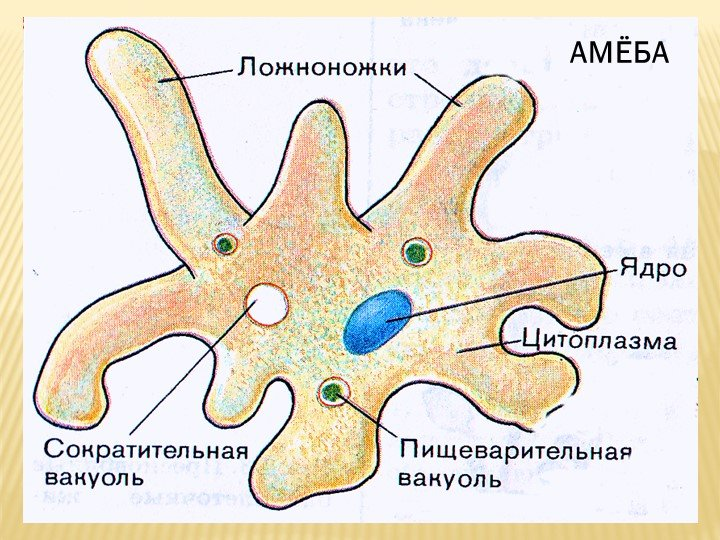 АМЁБА
Ложноножки
Ядро
Цитоплазма
Сократительная
вакуоль
Пищеварительная
вакуоль